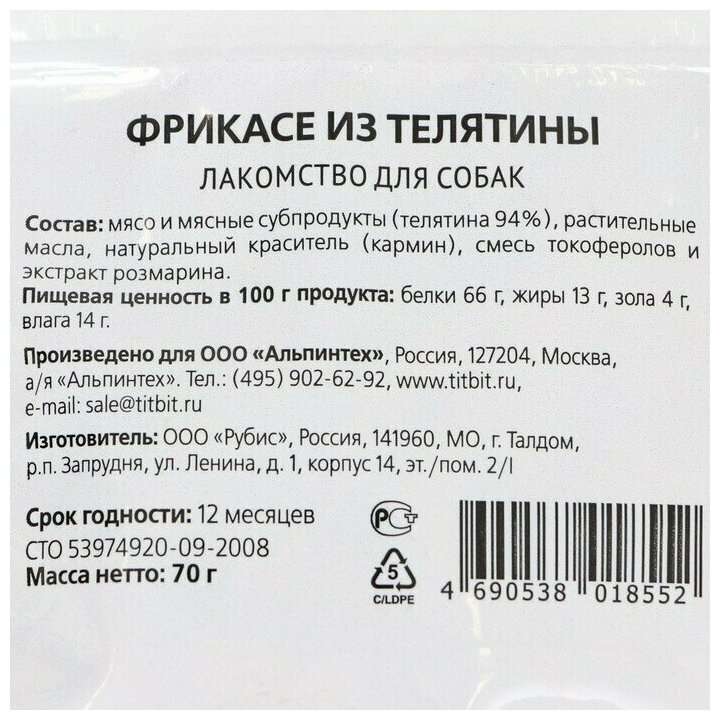 ФРИКАСЕ ИЗ ТЕЛЯТИНЫ
ЛАКОМСТВО ДЛЯ СОБАК
Состав: мясо и мясные субпродукты (телятина 94%), растительные
масла, натуральный краситель (кармин), смесь токоферолов и
экстракт розмарина.
Пищевая ценность в 100 г продукта: белки 66 г, жиры 13 г, зола 4 г,
влага 14 г.
Произведено для ООО «Альпинтех», Россия, 127204, Москва,
а/я «Альпинтех». Тел.: (495) 902-62-92, www.titbit.ru,
e-mail: sale@titbit.ru
Изготовитель: ООО «Рубис», Россия, 141960, МО, г. Талдом,
р.п. Запрудня, ул. Ленина, д. 1, корпус 14, эт./пом. 2/I
Срок годности: 12 месяцев
СТО 53974920-09-2008
Масса нетто: 70 г
РСТ
5
C/LDPE
4 690538 018552